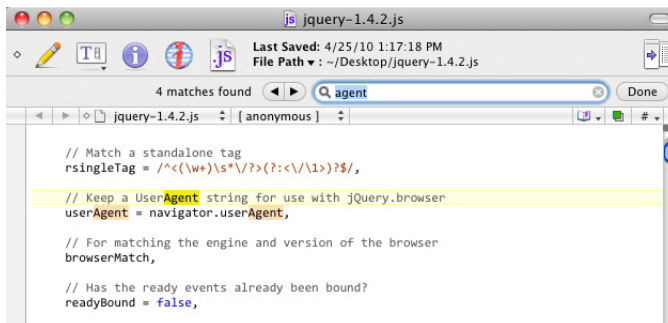 js jquery-1.4.2.js
T
.js
Last Saved: 4/25/10 1:17:18 PM
File Path ▾ : ~/Desktop/jquery-1.4.2.js
4 matches found
agent
Done
jquery-1.4.2.js
[ anonymous ]
#
// Match a standalone tag
rsingleTag = /^<(\w+)\s*\/?>(?:<\/\1>)?$/,
// Keep a UserAgent string for use with jQuery.browser
userAgent = navigator.userAgent,
// For matching the engine and version of the browser
browserMatch,
// Has the ready events already been bound?
readyBound = false,